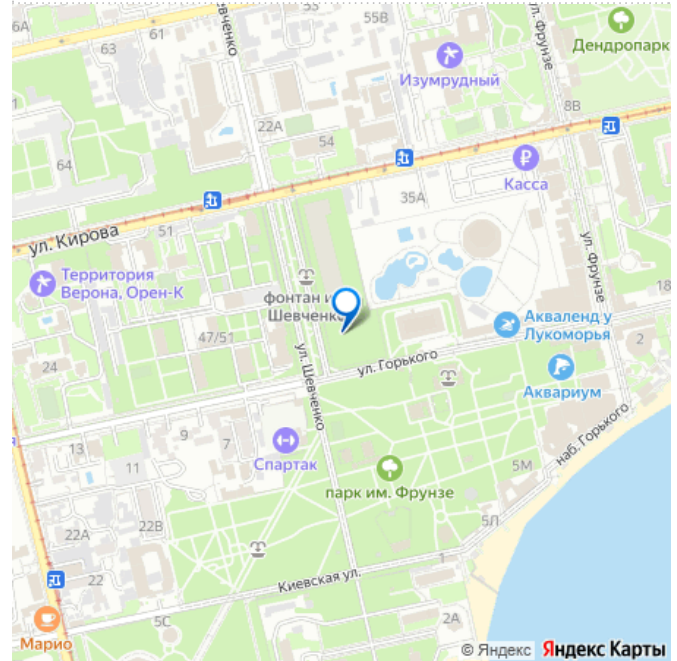 61
63
53
55В
ул. Фрунзе
Дендропарк
Шевченко
Изумрудный
22А
54
8В
64
Касса
35А
ул. Кирова
51
ул. Фрунзе
Территория
Верона, Орен-К
фонтан и
Шевченко
Акваленд у
Лукоморья
18
2
47/51
24
ул. Горького
ул. Шевченко
Аквариум
наб. Горького
9
7
13
11
Спартак
5М
парк им. Фрунзе
22А
22В
5Л
22
Киевская ул.
1
5С
2А
Марио
© Яндекс Яндекс Карты